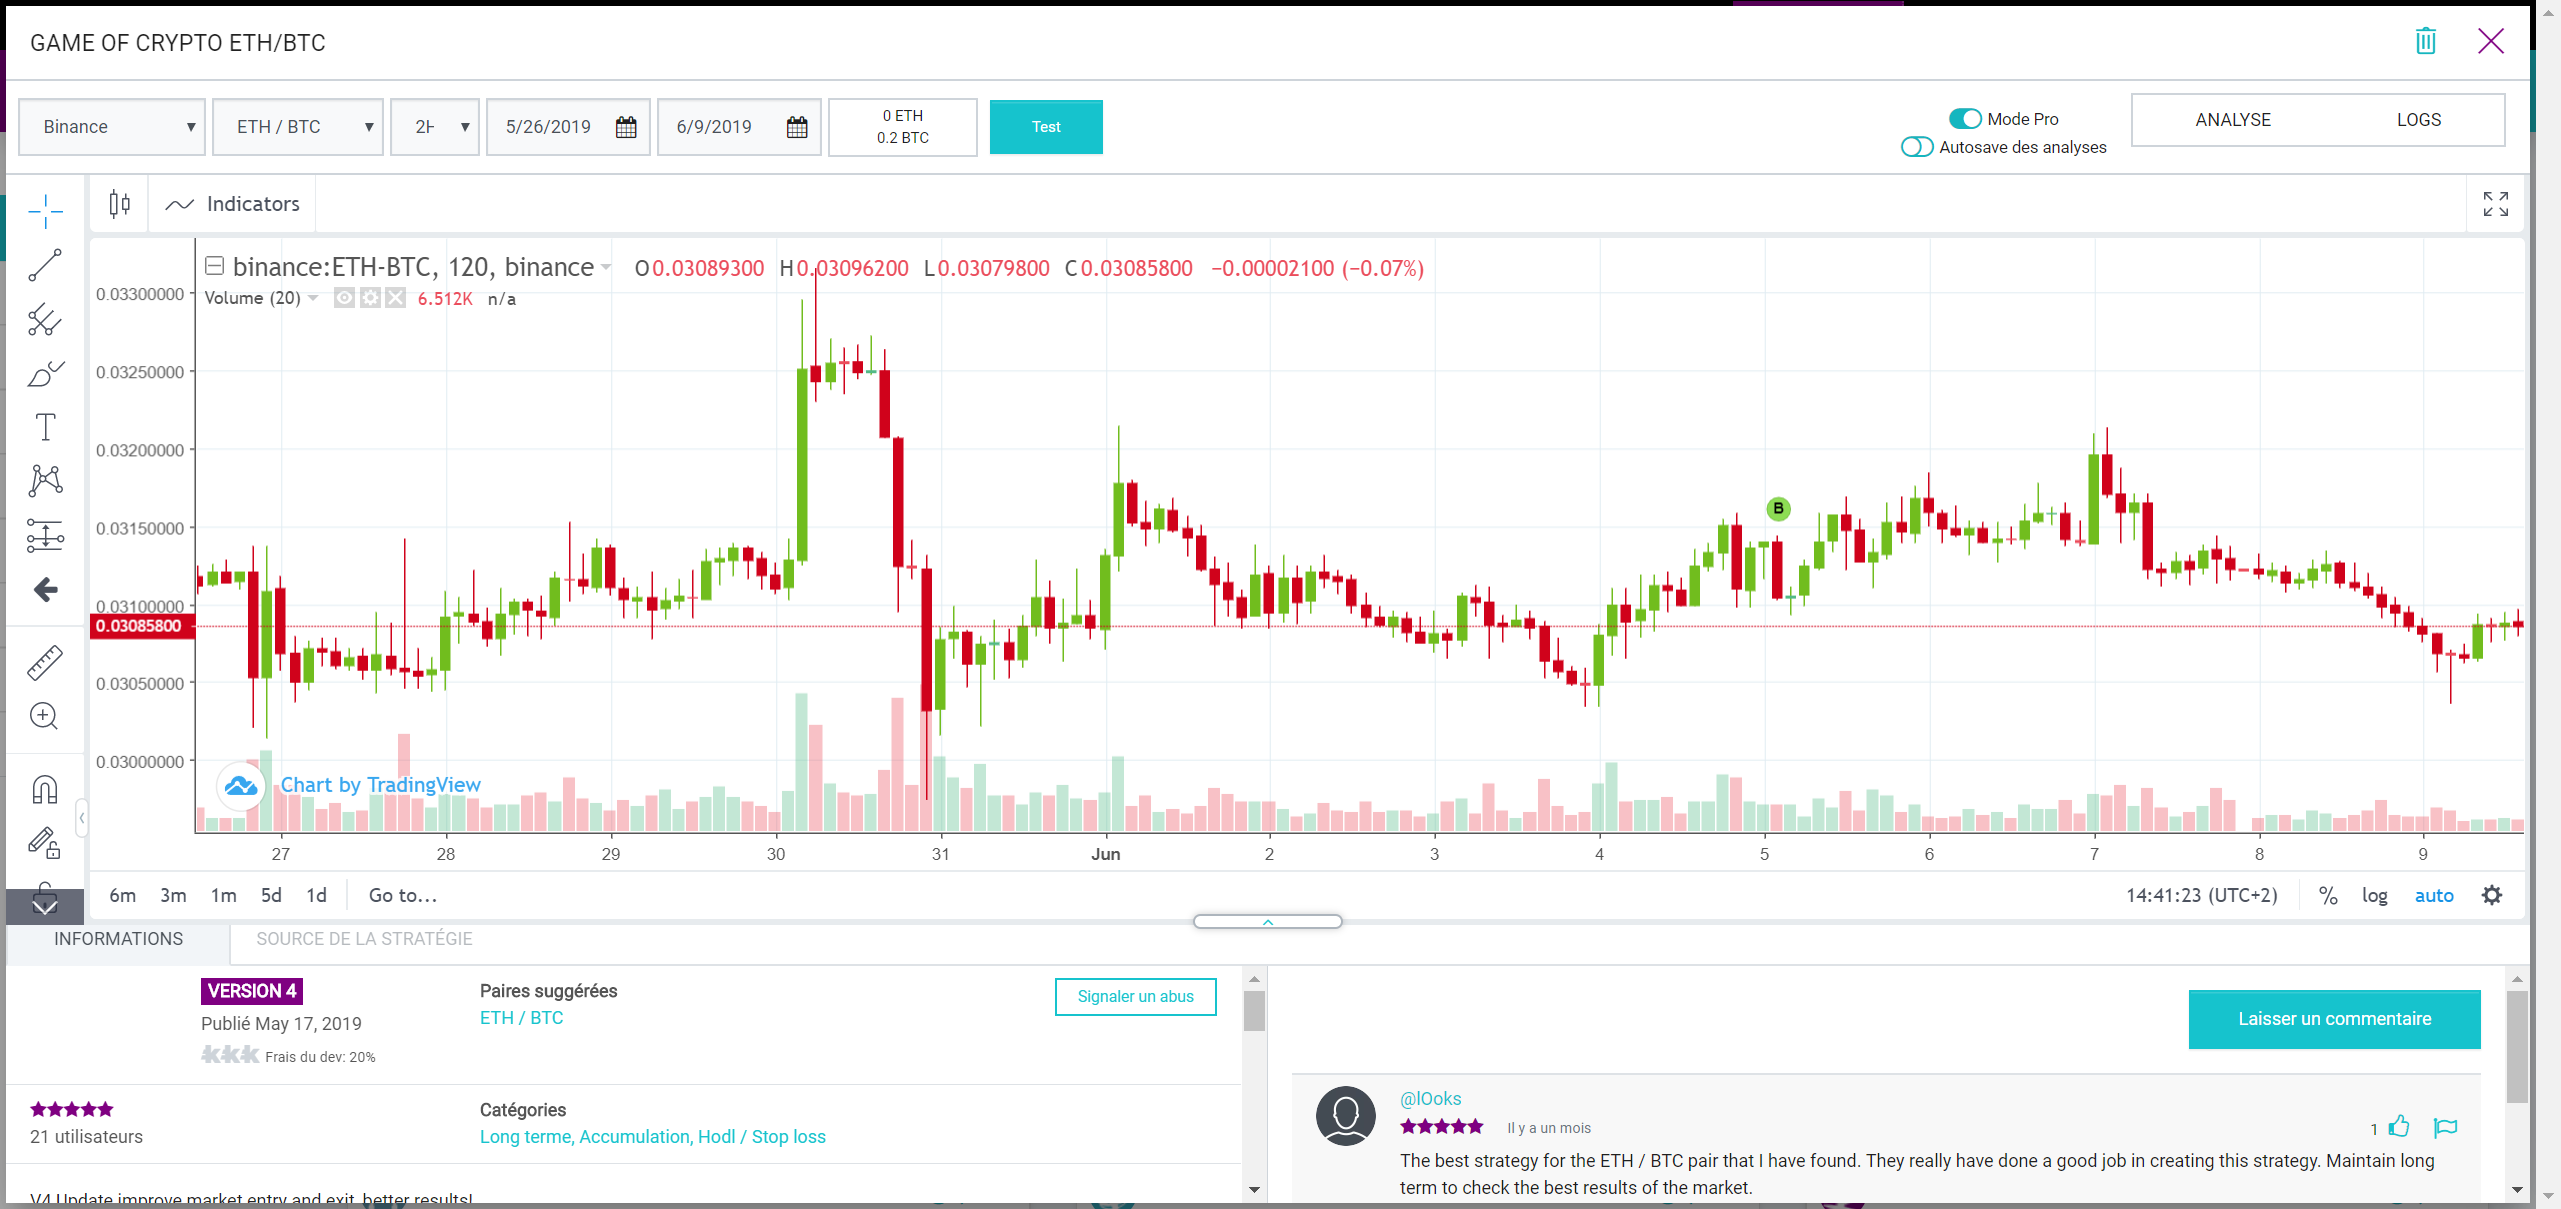 GAME OF CRYPTO ETH/BTC
Binance ▼ ETH / BTC ▼ 2H ▼ 5/26/2019 6/9/2019
0 ETH
0.2 BTC
Test
Mode Pro
Autosave des analyses
ANALYSE LOGS
Indicators
binance:ETH-BTC, 120, binance O0.03089300 H0.03096200 L0.03079800 C0.03085800 −0.00002100 (−0.07%)
Volume (20) 6.512K n/a
0.03300000
0.03250000
0.03200000
0.03150000
0.03100000
0.03085800
0.03050000
0.03000000
B
Chart by TradingView
27 28 29 30 31 Jun 2 3 4 5 6 7 8 9
6m 3m 1m 5d 1d Go to... 14:41:23 (UTC+2) % log auto
INFORMATIONS SOURCE DE LA STRATÉGIE
VERSION 4
Publié May 17, 2019
Frais du dev: 20%
Paires suggérées
ETH / BTC
Signaler un abus
21 utilisateurs
Catégories
Long terme, Accumulation, Hodl / Stop loss
V4 Update improve market entry and exit, better results!
Laisser un commentaire
@lOoks
Il y a un mois
1
The best strategy for the ETH / BTC pair that I have found. They really have done a good job in creating this strategy. Maintain long
term to check the best results of the market.